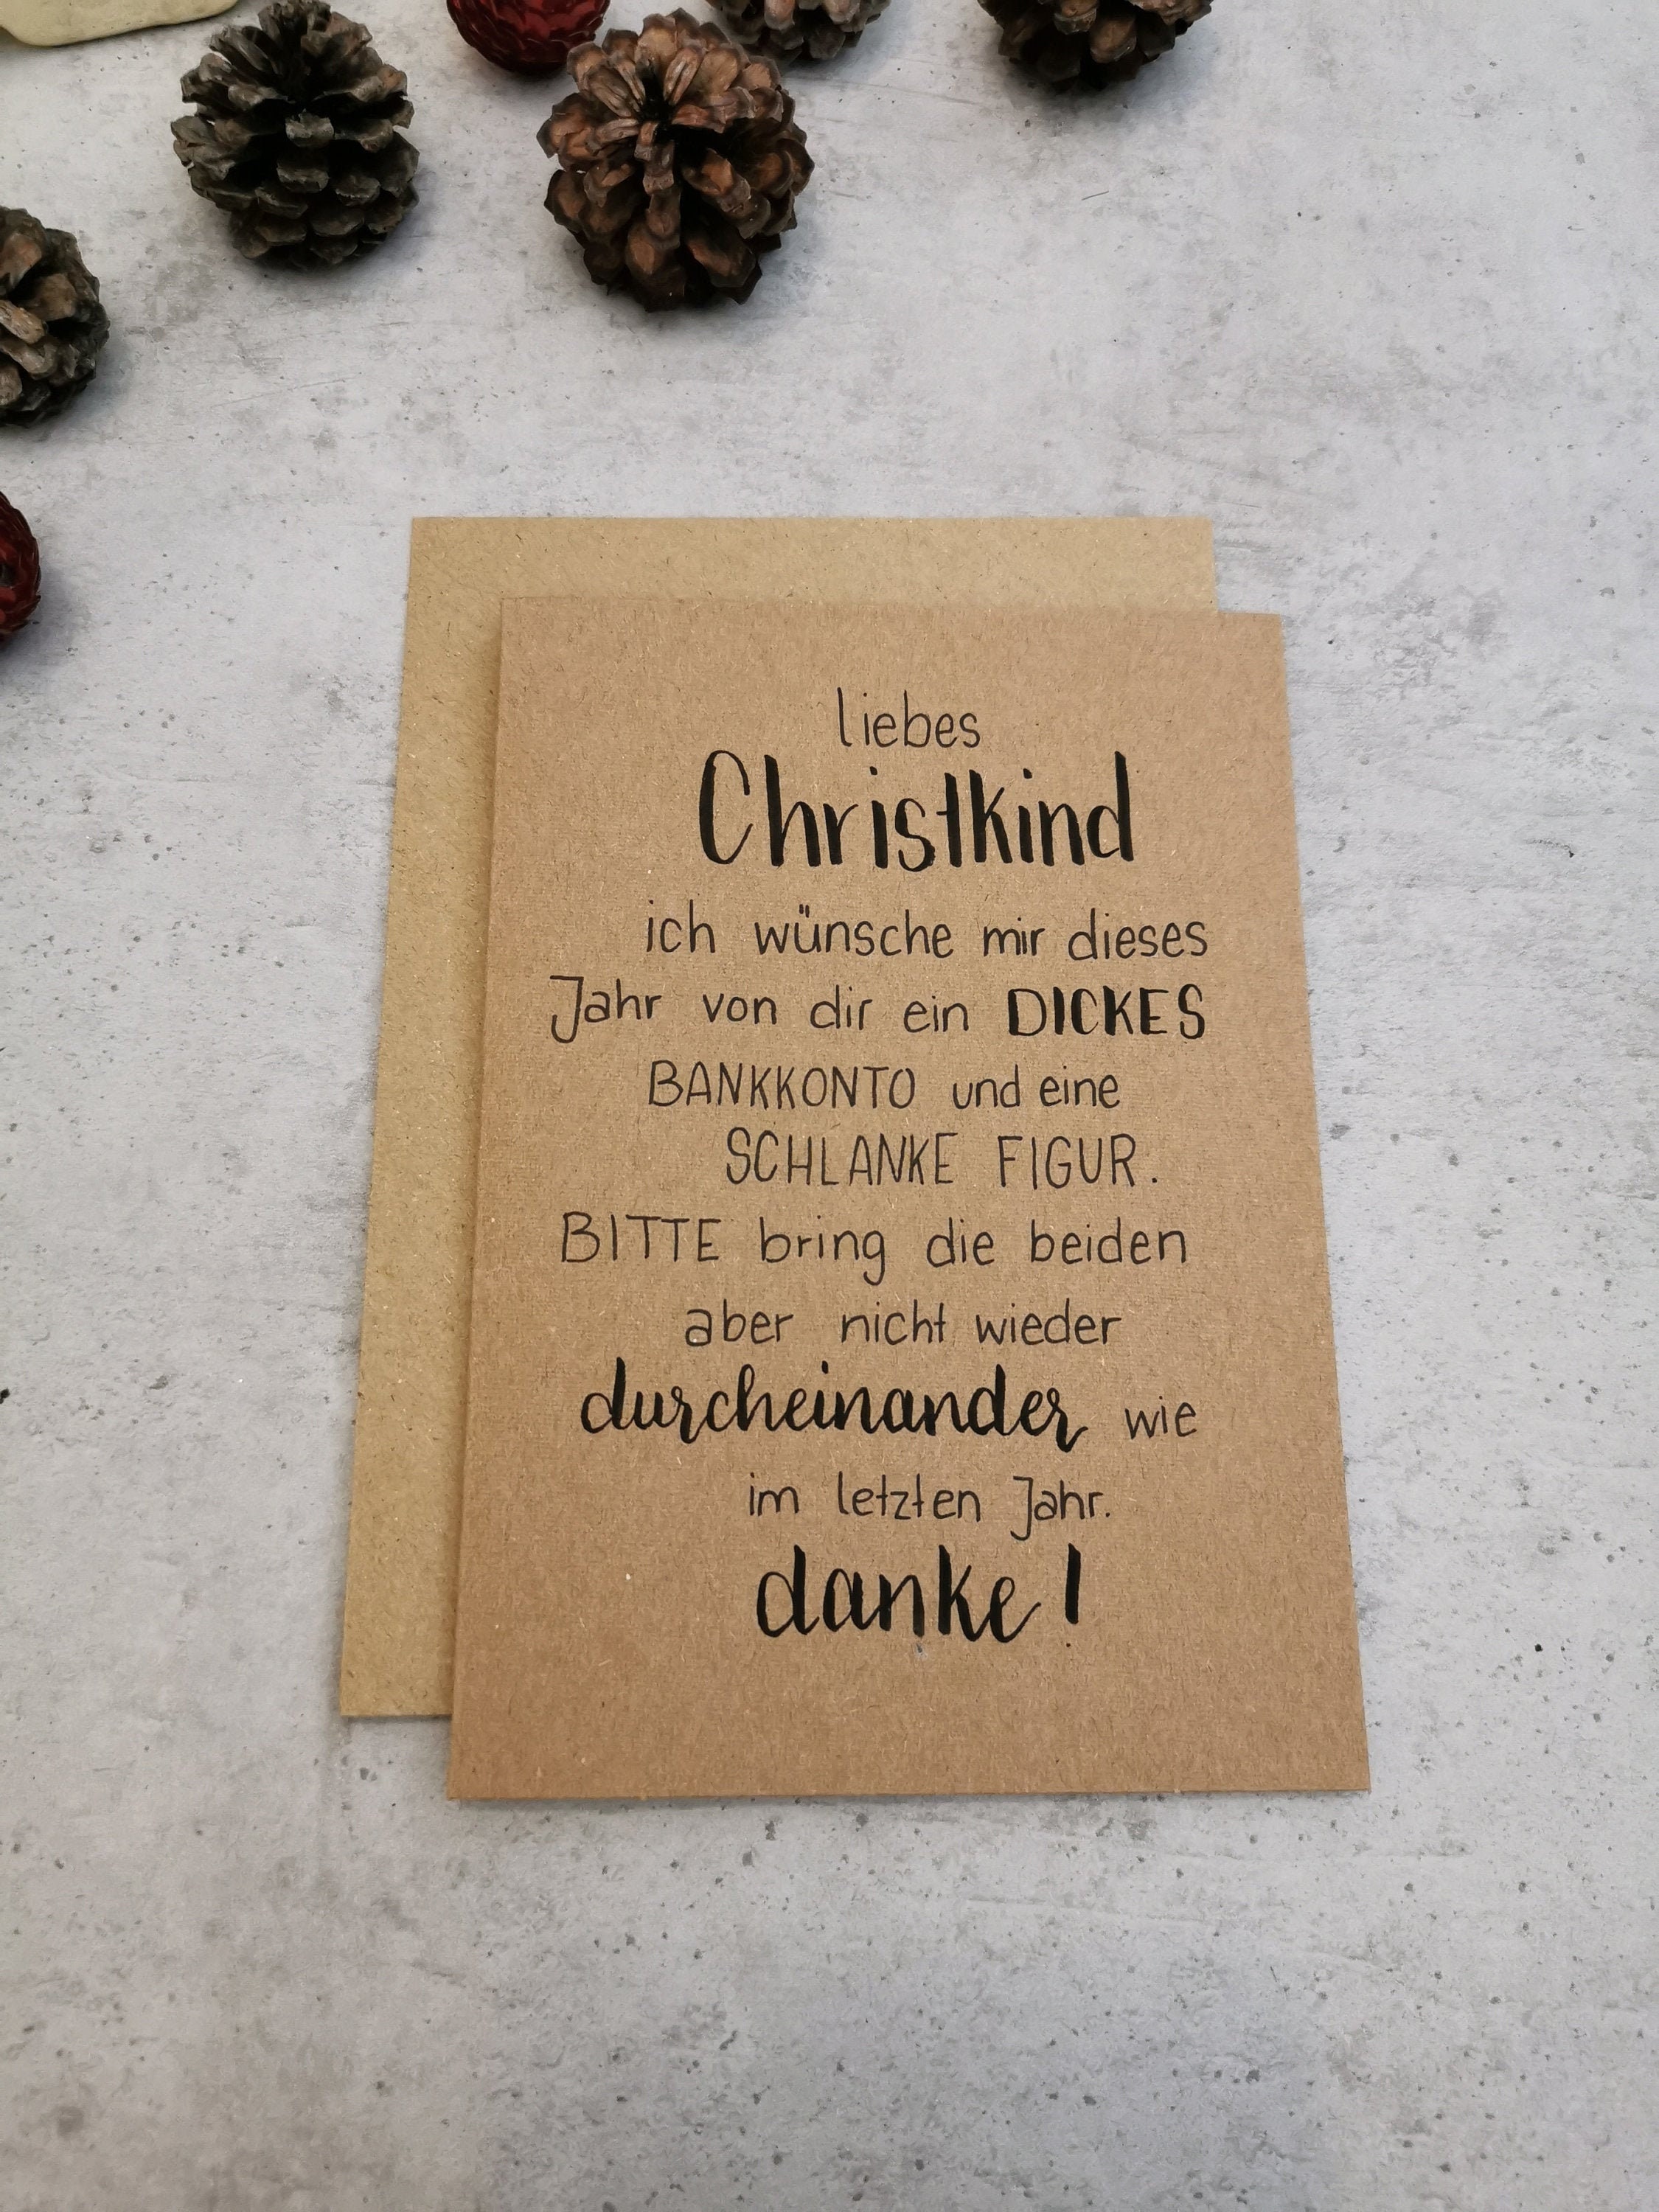 liebes
Christkind
ich wünsche mir dieses
Jahr von dir ein DICKES
BANKKONTO und eine
SCHLANKE FIGUR.
BITTE bring die beiden
aber nicht wieder
durcheinander wie
im letzten Jahr.
danke!